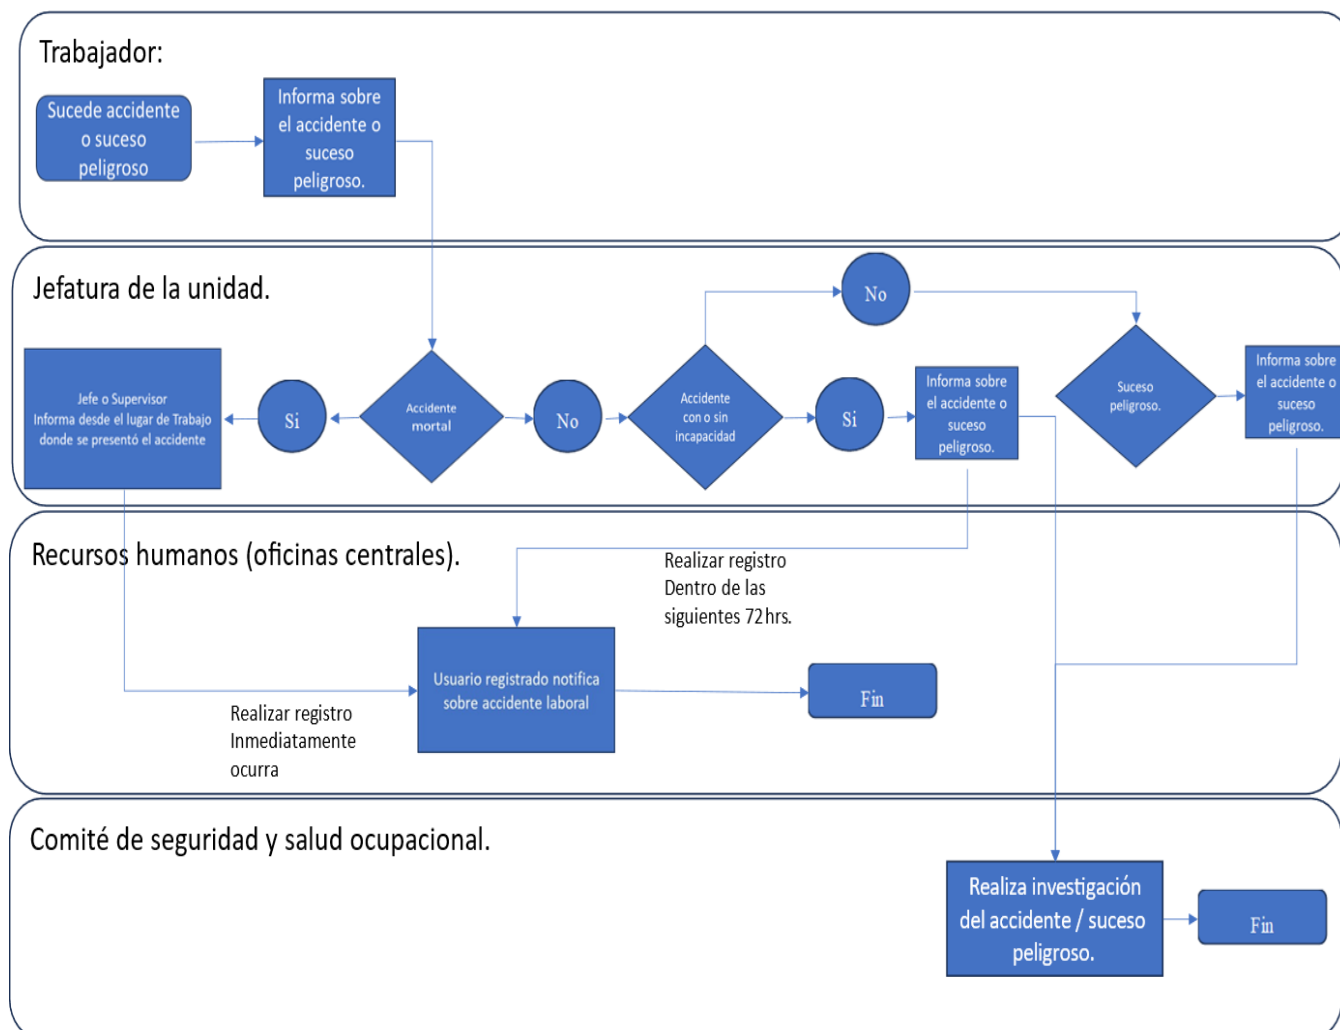 Trabajador:
Sucede accidente
o suceso
peligroso
Informa sobre
el accidente o
suceso
peligroso.
Jefatura de la unidad.
Jefe o Supervisor
Informa desde el lugar de Trabajo
donde se presentó el accidente
Si
Accidente
mortal
No
Accidente
con o sin
incapacidad
No
Si
Informa sobre
el accidente o
suceso
peligroso.
Suceso
peligroso.
Informa sobre
el accidente o
suceso
peligroso.
Recursos humanos (oficinas centrales).
Realizar registro
Dentro de las
siguientes 72 hrs.
Usuario registrado notifica
sobre accidente laboral
Fin
Realizar registro
Inmediatamente
ocurra
Comité de seguridad y salud ocupacional.
Realiza investigación
del accidente / suceso
peligroso.
Fin